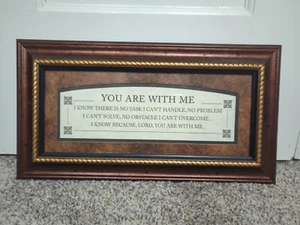 YOU ARE WITH ME
I KNOW THERE IS NO TASK I CAN'T HANDLE, NO PROBLEM
I CAN'T SOLVE, NO OBSTACLE I CAN'T OVERCOME...
I KNOW BECAUSE, LORD, YOU ARE WITH ME.